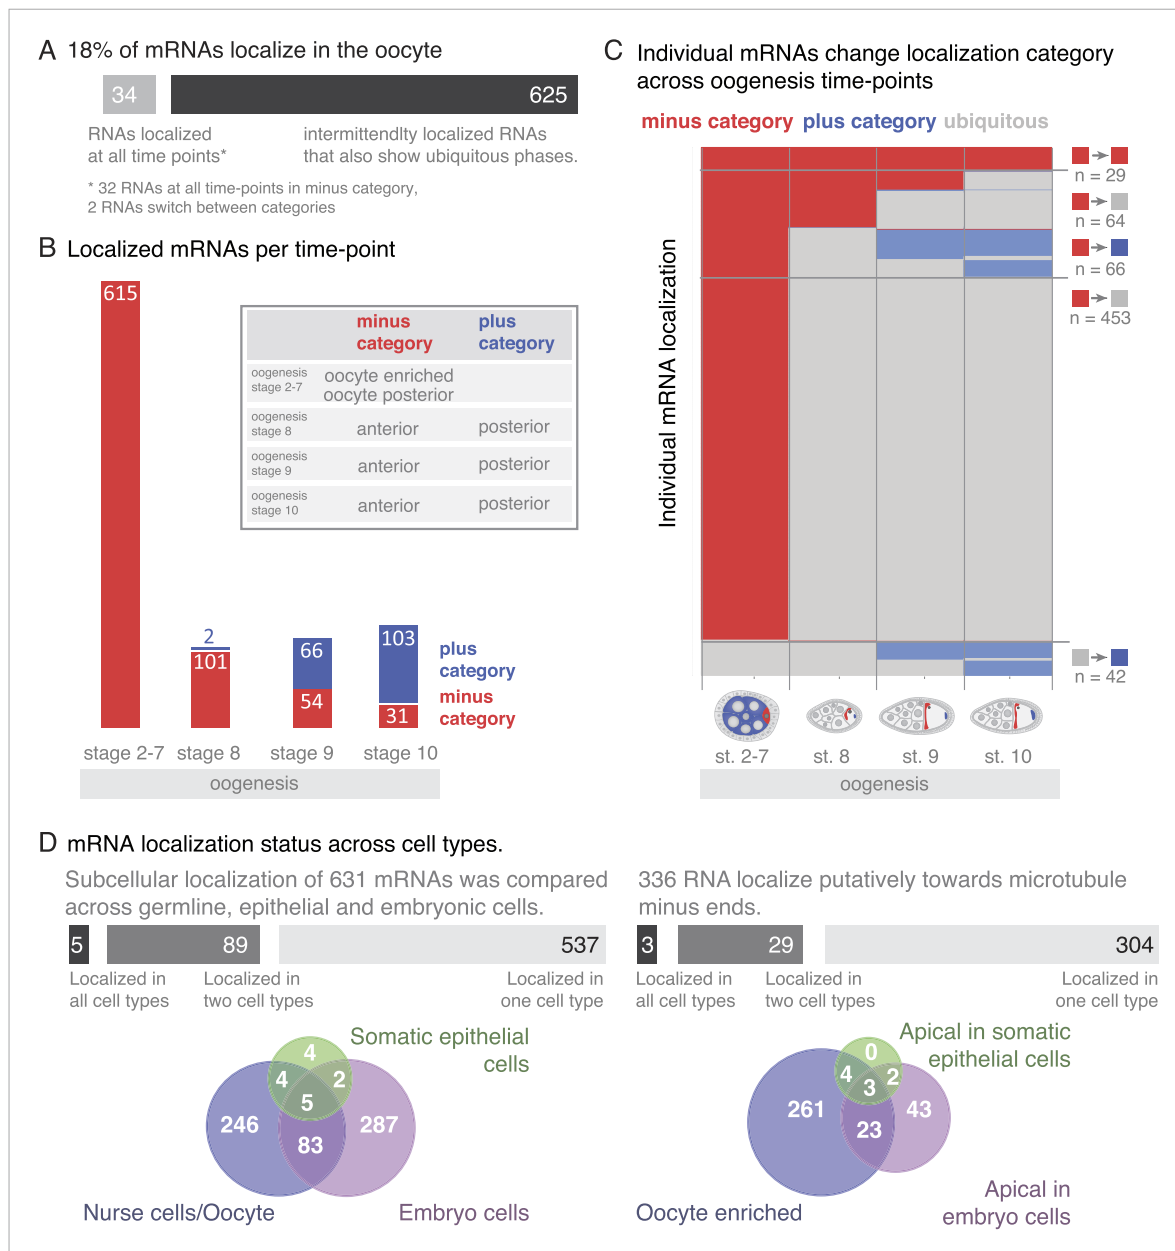 A 18% of mRNAs localize in the oocyte
34
625
RNAs localized
at all time points*
intermittendlty localized RNAs
that also show ubiquitous phases.
* 32 RNAs at all time-points in minus category,
2 RNAs switch between categories
B Localized mRNAs per time-point
615
minus
category
plus
category
oogenesis
stage 2-7
oocyte enriched
oocyte posterior
oogenesis
stage 8
anterior
posterior
oogenesis
stage 9
anterior
posterior
oogenesis
stage 10
anterior
posterior
2
101
66
54
103
31
plus
category
minus
category
stage 2-7
stage 8
stage 9
stage 10
oogenesis
C Individual mRNAs change localization category
across oogenesis time-points
minus category plus category ubiquitous
Individual mRNA localization
n = 29
n = 64
n = 66
n = 453
n = 42
st. 2-7
st. 8
st. 9
st. 10
oogenesis
D mRNA localization status across cell types.
Subcellular localization of 631 mRNAs was compared
across germline, epithelial and embryonic cells.
5
89
537
Localized in
all cell types
Localized in
two cell types
Localized in
one cell type
Somatic epithelial
cells
4
4
2
5
246
287
83
Nurse cells/Oocyte
Embryo cells
336 RNA localize putatively towards microtubule
minus ends.
3
29
304
Localized in
all cell types
Localized in
two cell types
Localized in
one cell type
Apical in somatic
epithelial cells
0
4
2
3
261
43
23
Oocyte enriched
Apical in
embryo cells